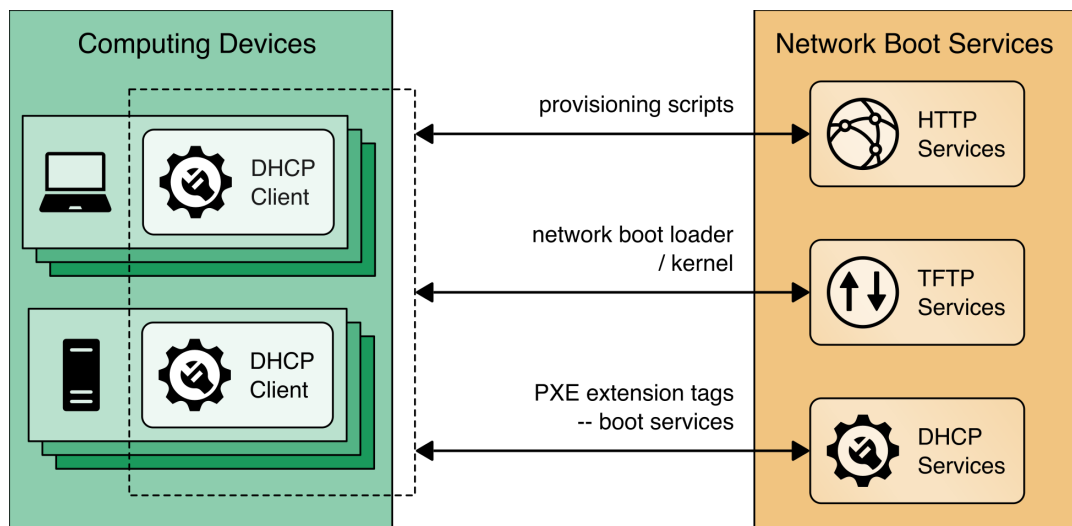 Computing Devices
DHCP
Client
DHCP
Client
provisioning scripts
network boot loader
/ kernel
PXE extension tags
-- boot services
Network Boot Services
HTTP
Services
TFTP
Services
DHCP
Services